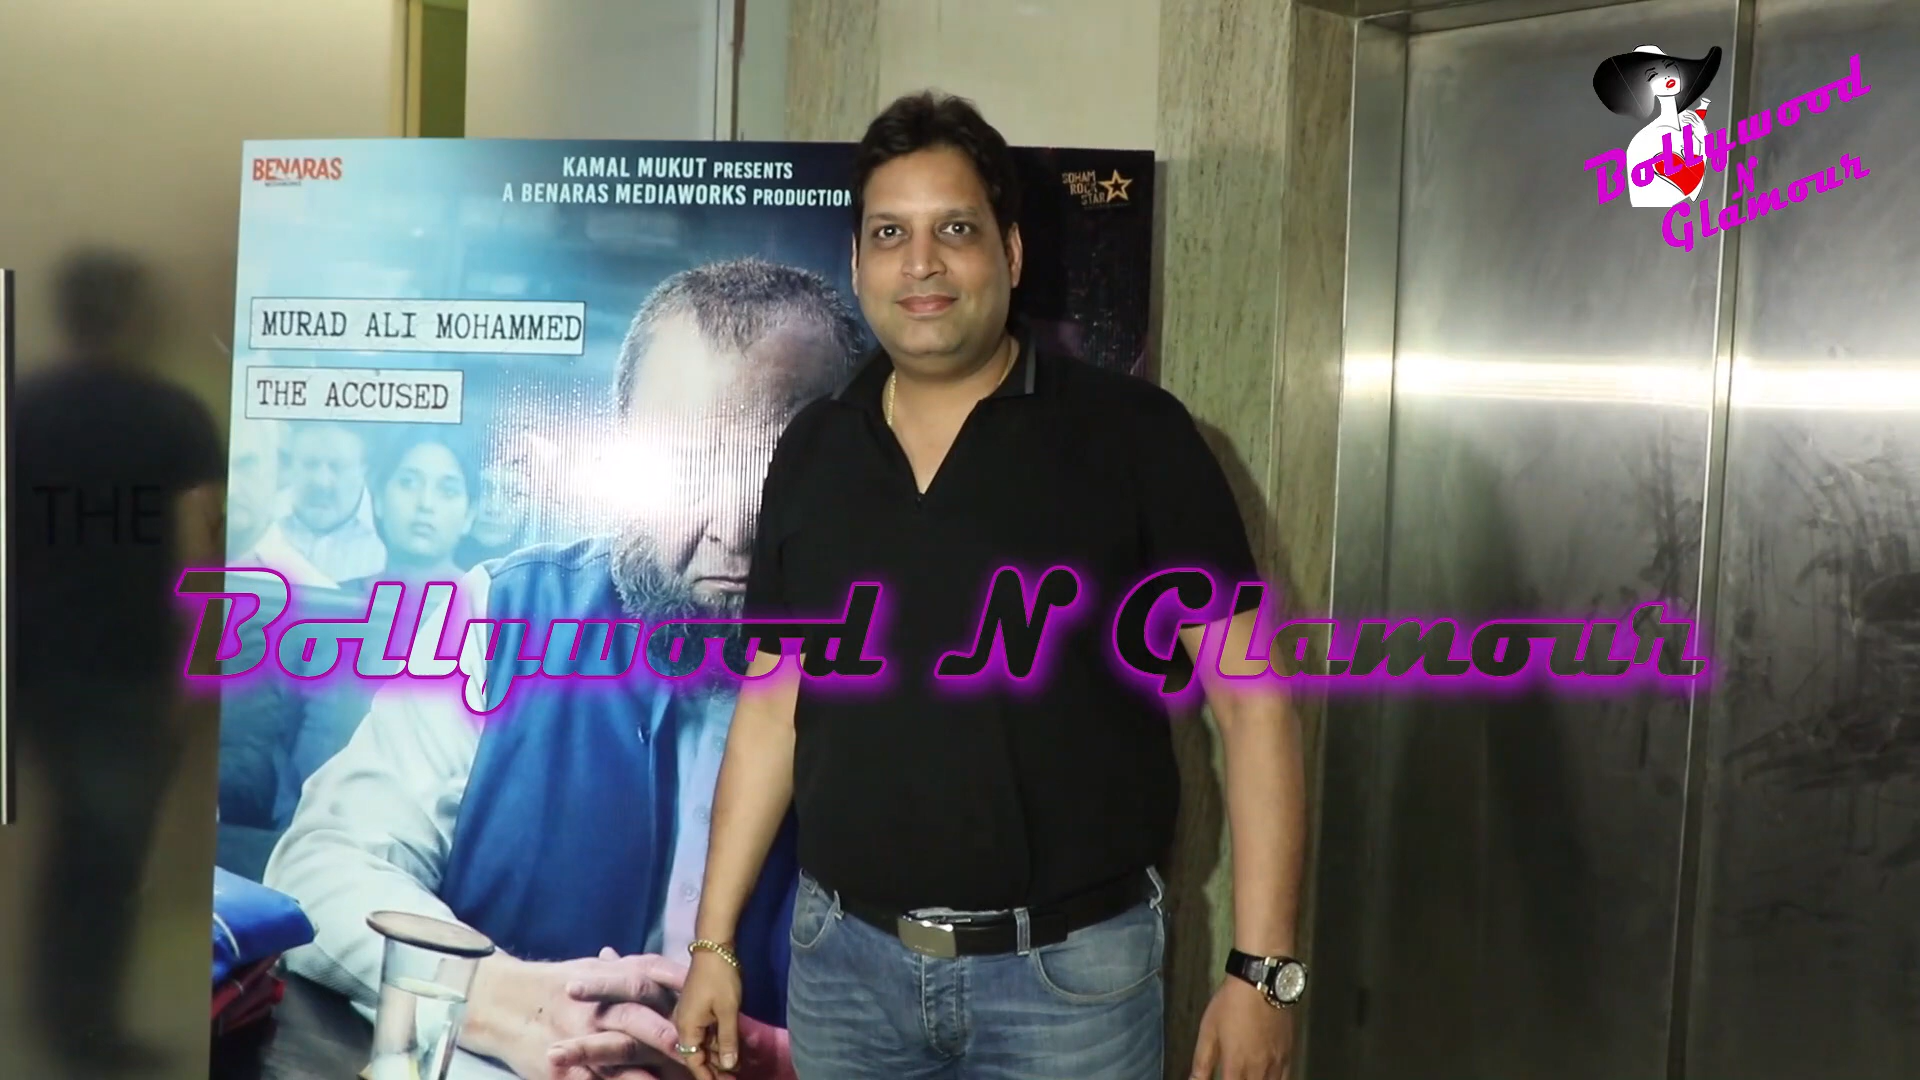 BENARAS
KAMAL MUKUT PRESENTS
A BENARAS MEDIAWORKS PRODUCTION
SOHAM
ROCK
STAR
MURAD ALI MOHAMMED
THE ACCUSED
THE
Bollywood
N
Glamour
Bollywood N Glamour